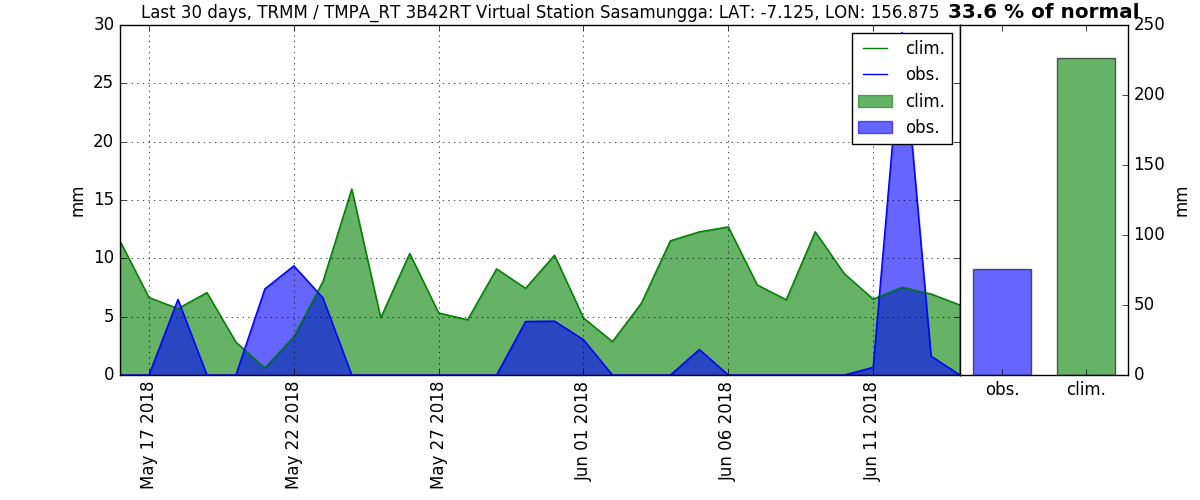 Last 30 days, TRMM / TMPA_RT 3B42RT Virtual Station Sasamungga: LAT: -7.125, LON: 156.875
33.6 % of normal
30
25
20
15
10
5
0
mm
clim.
obs.
clim.
obs.
May 17 2018
May 22 2018
May 27 2018
Jun 01 2018
Jun 06 2018
Jun 11 2018
250
200
150
100
50
0
mm
obs.
clim.